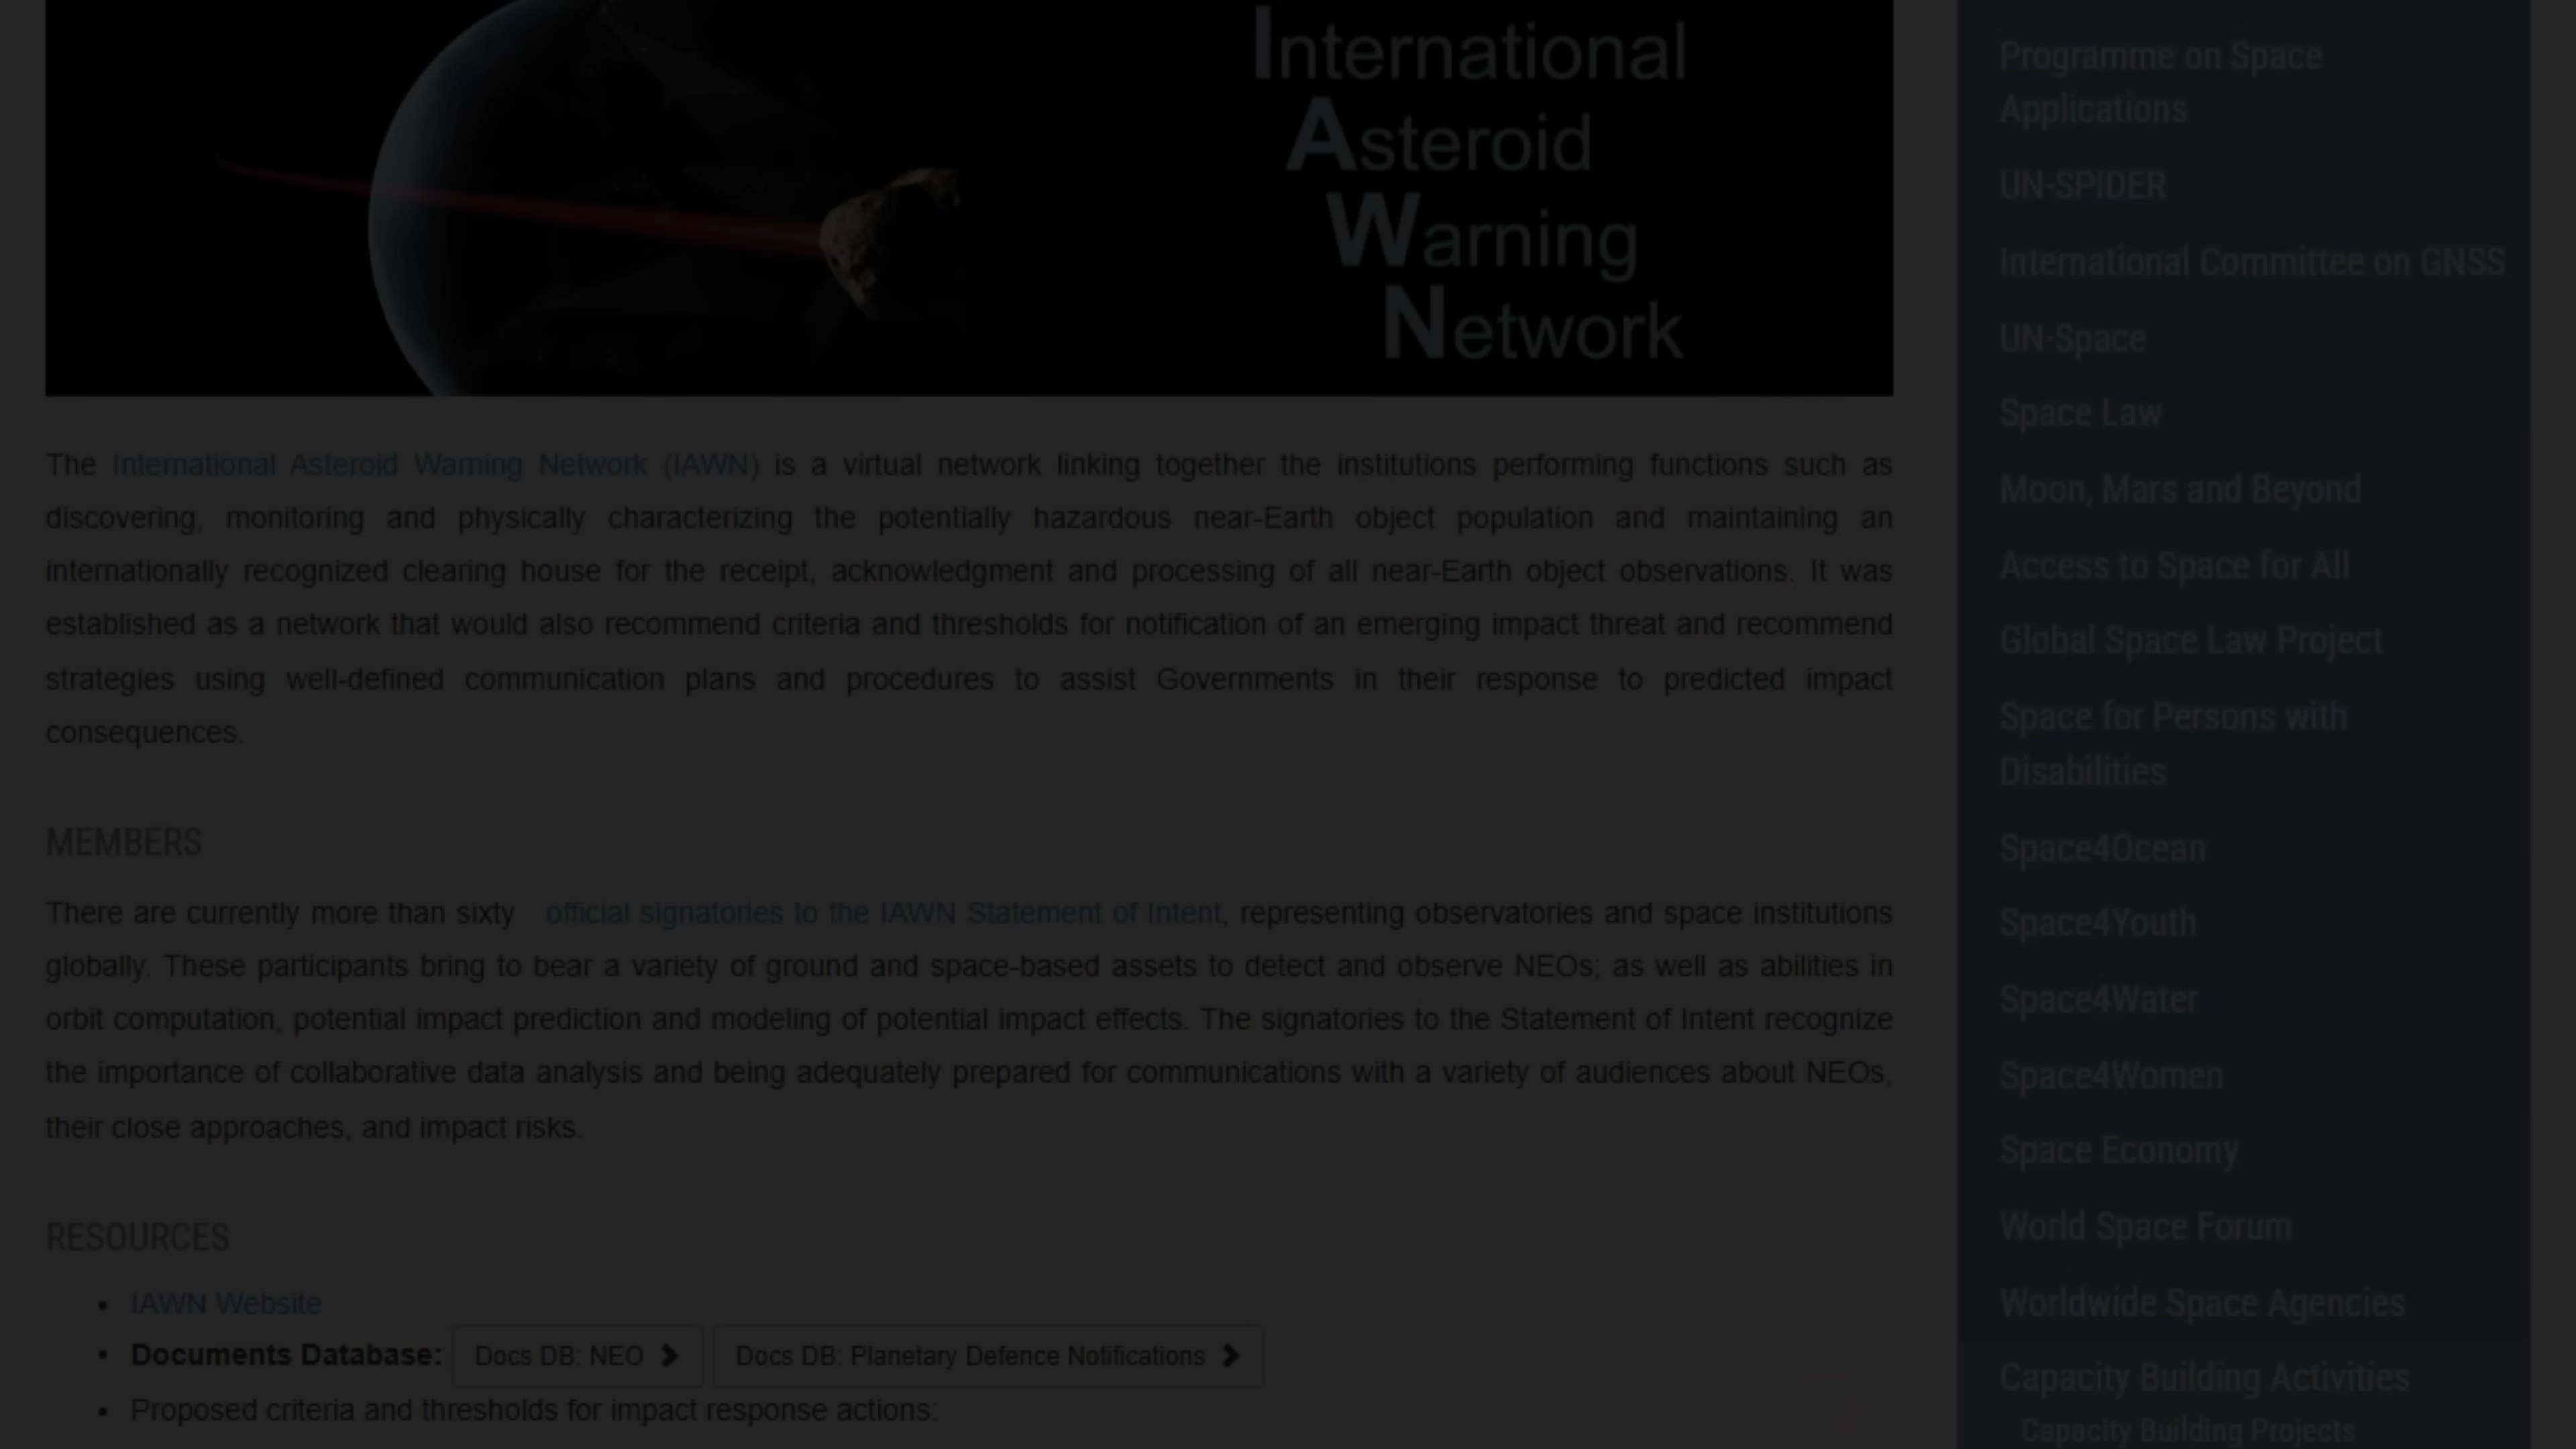 International
Asteroid
Warning
Network
The International Asteroid Warning Network (IAWN) is a virtual network linking together the institutions performing functions such as
discovering, monitoring and physically characterizing the potentially hazardous near-Earth object population and maintaining an
internationally recognized clearing house for the receipt, acknowledgment and processing of all near-Earth object observations. It was
established as a network that would also recommend criteria and thresholds for notification of an emerging impact threat and recommend
strategies using well-defined communication plans and procedures to assist Governments in their response to predicted impact
consequences.
MEMBERS
There are currently more than sixty official signatories to the IAWN Statement of Intent, representing observatories and space institutions
globally. These participants bring to bear a variety of ground and space-based assets to detect and observe NEOs; as well as abilities in
orbit computation, potential impact prediction and modeling of potential impact effects. The signatories to the Statement of Intent recognize
the importance of collaborative data analysis and being adequately prepared for communications with a variety of audiences about NEOs,
their close approaches, and impact risks.
RESOURCES
• IAWN Website
• Documents Database: Docs DB: NEO Docs DB: Planetary Defence Notifications
• Proposed criteria and thresholds for impact response actions:
Programme on Space
Applications
UN-SPIDER
International Committee on GNSS
UN-Space
Space Law
Moon, Mars and Beyond
Access to Space for All
Global Space Law Project
Space for Persons with
Disabilities
Space4Ocean
Space4Youth
Space4Water
Space4Women
Space Economy
World Space Forum
Worldwide Space Agencies
Capacity Building Activities
Capacity Building Projects